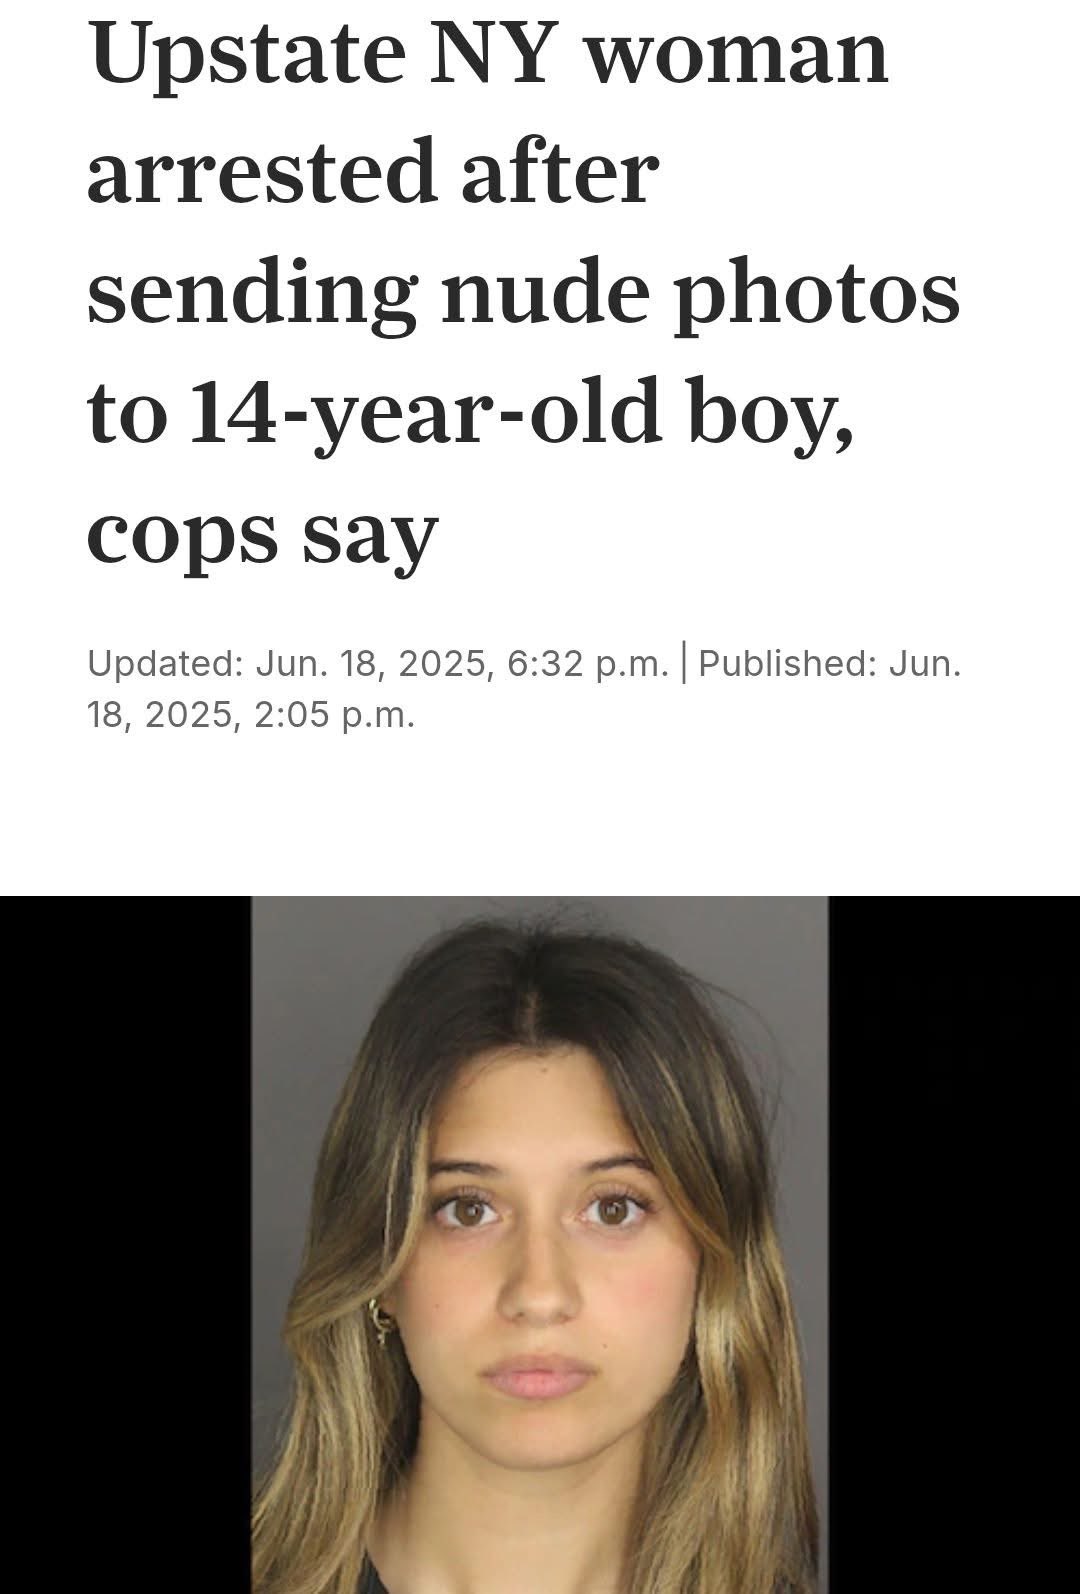 Upstate NY woman
arrested after
sending nude photos
to 14-year-old boy,
cops say
Updated: Jun. 18, 2025, 6:32 p.m. | Published: Jun.
18, 2025, 2:05 p.m.